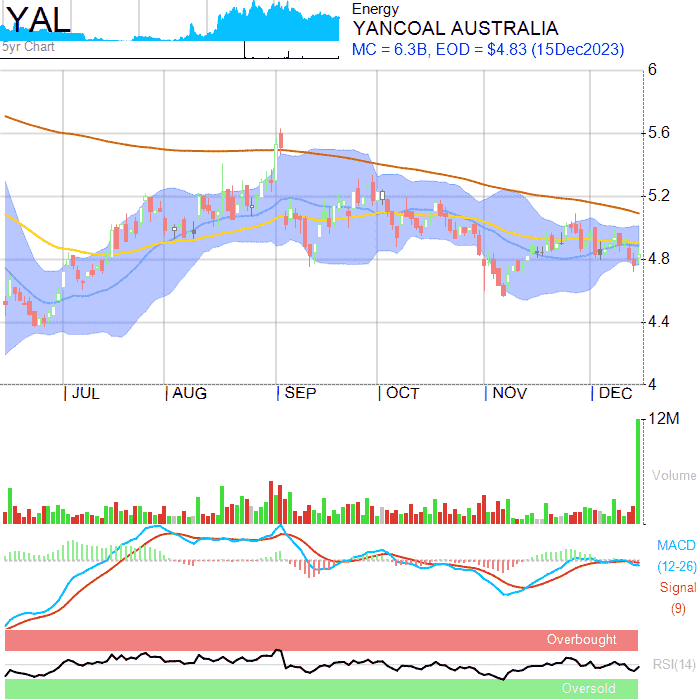 YAL
5yr Chart
Energy
YANCOAL AUSTRALIA
MC = 6.3B, EOD = $4.83 (15Dec2023)
6
5.6
5.2
4.8
4.4
4
JUL AUG SEP OCT NOV DEC
12M
Volume
MACD
(12-26)
Signal
(9)
Overbought
RSI(14)
Oversold